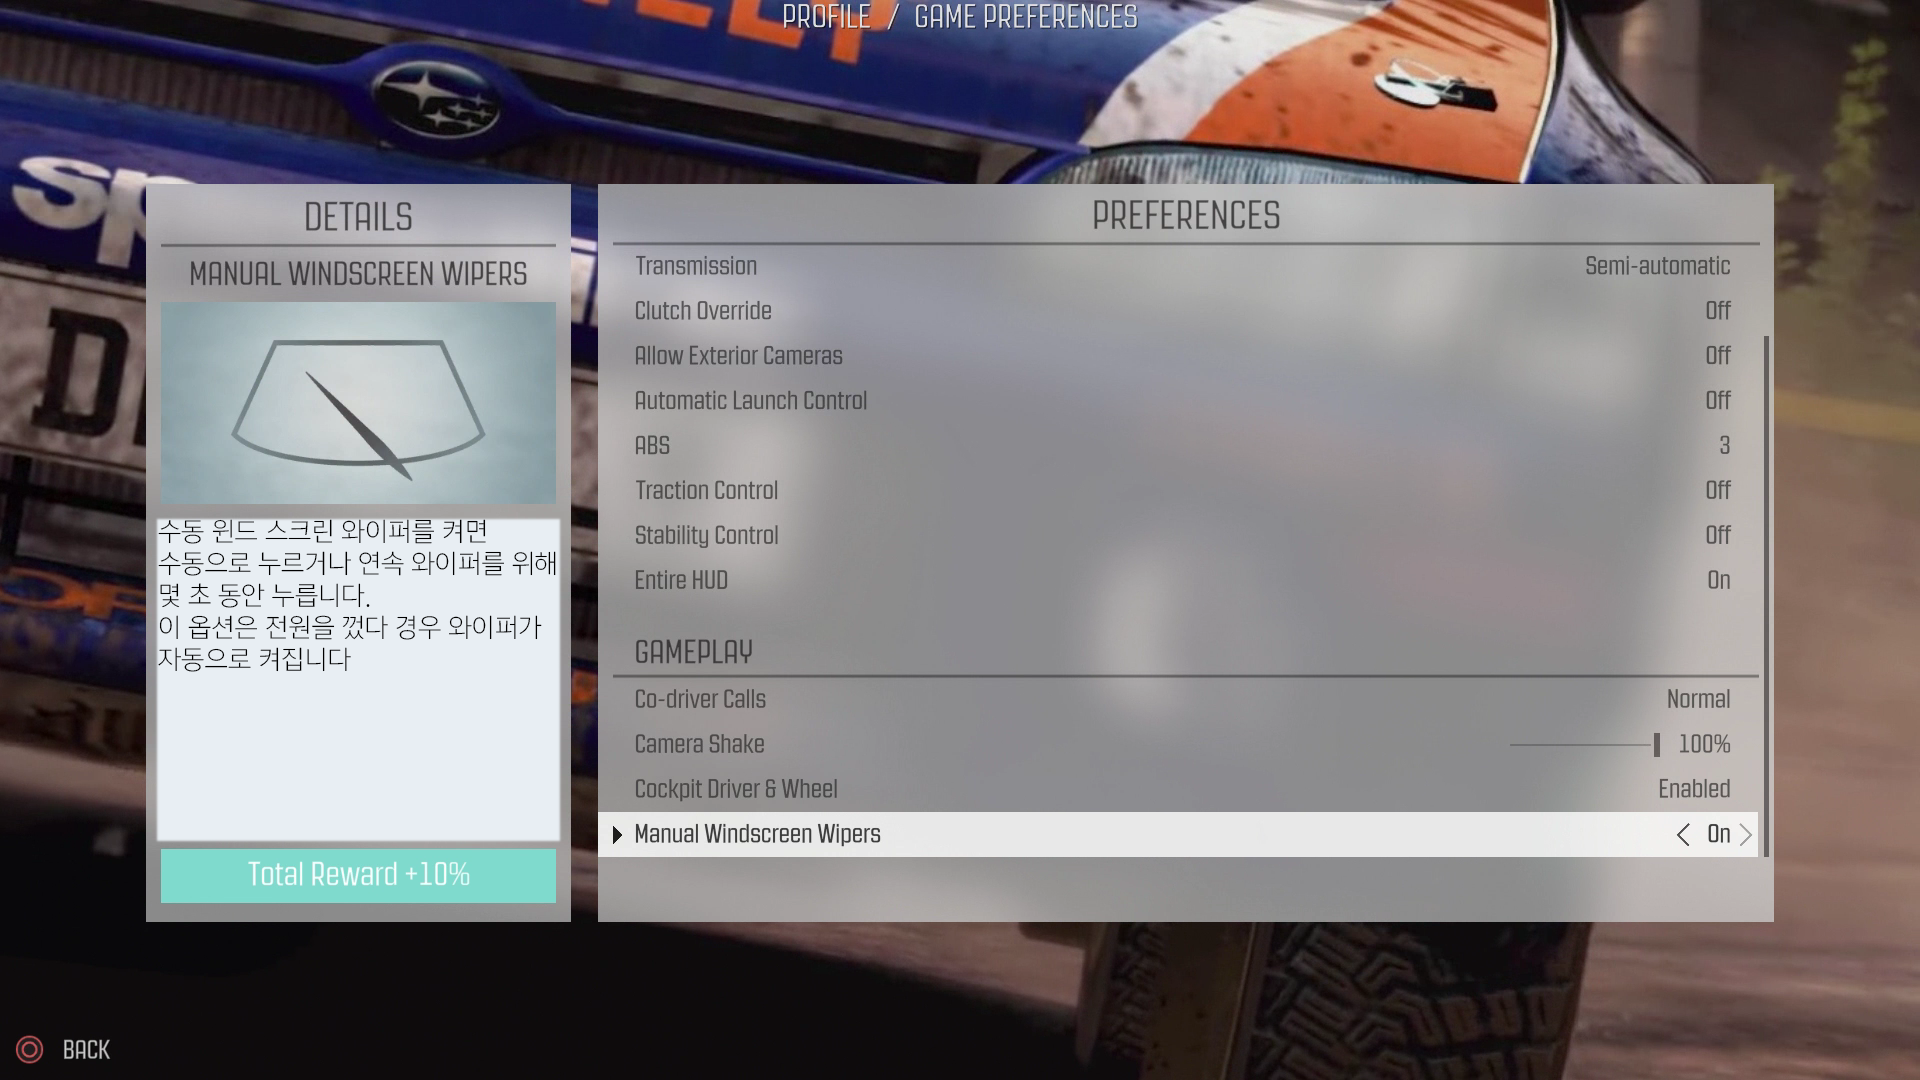 PROFILE / GAME PREFERENCES
DETAILS
MANUAL WINDSCREEN WIPERS
수동 윈드 스크린 와이퍼를 켜면
수동으로 누르거나 연속 와이퍼를 위해
몇 초 동안 누릅니다.
이 옵션은 전원을 껐다 경우 와이퍼가
자동으로 켜집니다
Total Reward +10%
PREFERENCES
Transmission Semi-automatic
Clutch Override Off
Allow Exterior Cameras Off
Automatic Launch Control Off
ABS 3
Traction Control Off
Stability Control Off
Entire HUD On
GAMEPLAY
Co-driver Calls Normal
Camera Shake 100%
Cockpit Driver & Wheel Enabled
Manual Windscreen Wipers < On >
BACK